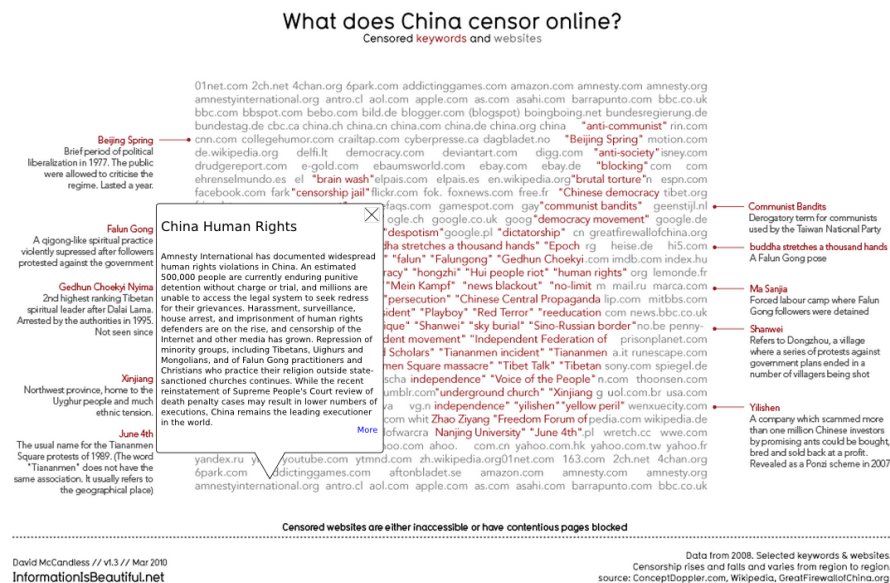 What does China censor online?
Censored keywords and websites
01net.com 2ch.net 4chan.org 6park.com addictinggames.com amazon.com amnesty.com amnesty.org
amnestyinternational.org antro.cl aol.com apple.com as.com asahi.com barrapunto.com bbc.co.uk
bbc.com bbspot.com bebo.com bild.de blogger.com (blogspot) boingboing.net bundesregierung.de
bundestag.de cbc.ca china.ch china.cn china.com china.de china.org china "anti-communist" rin.com
cnn.com collegehumor.com crailtap.com cyberpresse.ca dagbladet.no "Beijing Spring" motion.com
de.wikipedia.org delfi.lt democracy.com deviantart.com digg.com "anti-society"isney.com
drudgereport.com e-gold.com ebaumsworld.com ebay.com ebay.de "blocking" com com
ehrenselmundo.es el "brain wash"elpais.com elpais.es en.wikipedia.org"brutal torture"n espn.com
facebook.com fark"censorship jail"flickr.com fok. foxnews.com free.fr "Chinese democracy tibet.org
faqs.com gamespot.com gay"communist bandits" geenstijl.nl
ogle.ch google.co.uk goog"democracy movement" google.de
"despotism"google.pl "dictatorship" cn greatfirewallofchina.org
dha stretches a thousand hands" "Epoch rg heise.de hi5.com
"falun" "Falungong" "Gedhun Choekyi.com imdb.com index.hu
racy" "hongzhi" "Hui people riot" "human rights" org lemonde.fr
"Mein Kampf" "news blackout" "no-limit m mail.ru marca.com
"persecution" "Chinese Central Propaganda lip.com mitbbs.com
sident" "Playboy" "Red Terror" "reeducation com news.bbc.co.uk
ique" "Shanwei" "sky burial" "Sino-Russian border"no.be penny-
dent movement" "Independent Federation of prisonplanet.com
d Scholars" "Tiananmen incident" "Tiananmen a.it runescape.com
men Square massacre" "Tibet Talk" "Tibetan sony.com spiegel.de
scha independence" "Voice of the People" n.com thoonsen.com
umblr.com"underground church" "Xinjiang g uol.com.br usa.com
va vg.n independence" "yilishen""yellow peril" wenxuecity.com
.com whit Zhao Ziyang "Freedom Forum of pedia.com wikipedia.de
dofwarcra Nanjing University" "June 4th".pl wretch.cc www.com
oo.com ahoo. com.cn yahoo.com.hk yahoo.com.tw yahoo.fr
yandex.ru y youtube.com ytmnd.com zh.wikipedia.org01net.com 163.com 2ch.net 4chan.org
6park.com ddictinggames.com aftonbladet.se amazon.com amnesty.com amnesty.org
amnestyinternational.org antro.cl aol.com apple.com as.com asahi.com barrapunto.com bbc.co.uk
Beijing Spring
Brief period of political
liberalization in 1977. The public
were allowed to criticise the
regime. Lasted a year.
Falun Gong
A qigong-like spiritual practice
violently supressed after followers
protested against the government
Gedhun Choekyi Nyima
2nd highest ranking Tibetan
spiritual leader after Dalai Lama.
Arrested by the authorities in 1995.
Not seen since
Xinjiang
Northwest province, home to the
Uyghur people and much
ethnic tension.
June 4th
The usual name for the Tiananmen
Square protests of 1989. (The word
"Tiananmen" does not have the
same association. It usually refers to
the geographical place)
China Human Rights
Amnesty International has documented widespread
human rights violations in China. An estimated
500,000 people are currently enduring punitive
detention without charge or trial, and millions are
unable to access the legal system to seek redress
for their grievances. Harassment, surveillance,
house arrest, and imprisonment of human rights
defenders are on the rise, and censorship of the
Internet and other media has grown. Repression of
minority groups, including Tibetans, Uighurs and
Mongolians, and of Falun Gong practitioners and
Christians who practice their religion outside state-
sanctioned churches continues. While the recent
reinstatement of Supreme People's Court review of
death penalty cases may result in lower numbers of
executions, China remains the leading executioner
in the world.
More
Communist Bandits
Derogatory term for communists
used by the Taiwan National Party
buddha stretches a thousand hands
A Falun Gong pose
Ma Sanjia
Forced labour camp where Falun
Gong followers were detained
Shanwei
Refers to Dongzhou, a village
where a series of protests against
government plans ended in a
number of villagers being shot
Yilishen
A company which scammed more
than one million Chinese investors
by promising ants could be bought,
bred and sold back at a profit.
Revealed as a Ponzi scheme in 2007
Censored websites are either inaccessible or have contentious pages blocked
David McCandless // v1.3 // Mar 2010
InformationIsBeautiful.net
Data from 2008. Selected keywords & websites
Censorship rises and falls and varies from region to region
source: ConceptDoppler.com, Wikipedia, GreatFirewallofChina.org